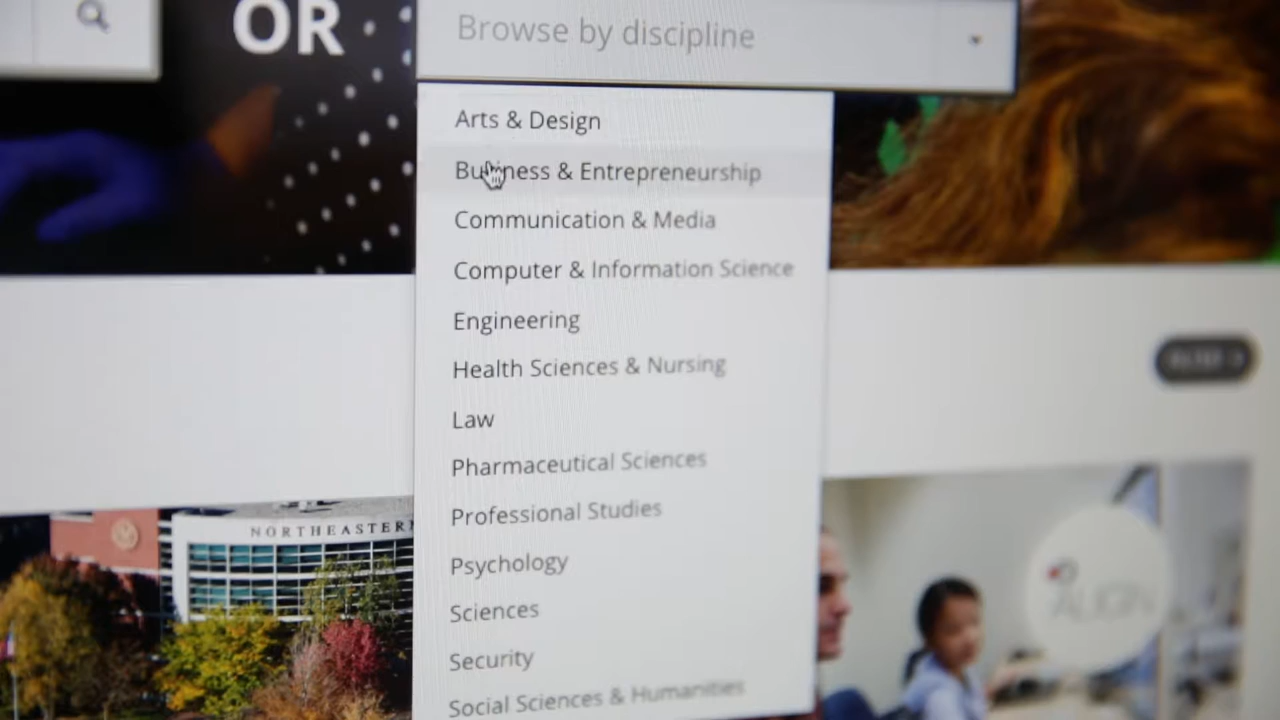 OR
Browse by discipline
Arts & Design
Business & Entrepreneurship
Communication & Media
Computer & Information Science
Engineering
Health Sciences & Nursing
Law
Pharmaceutical Sciences
Professional Studies
Psychology
Sciences
Security
Social Sciences & Humanities
NORTHEASTERN
ALIGN